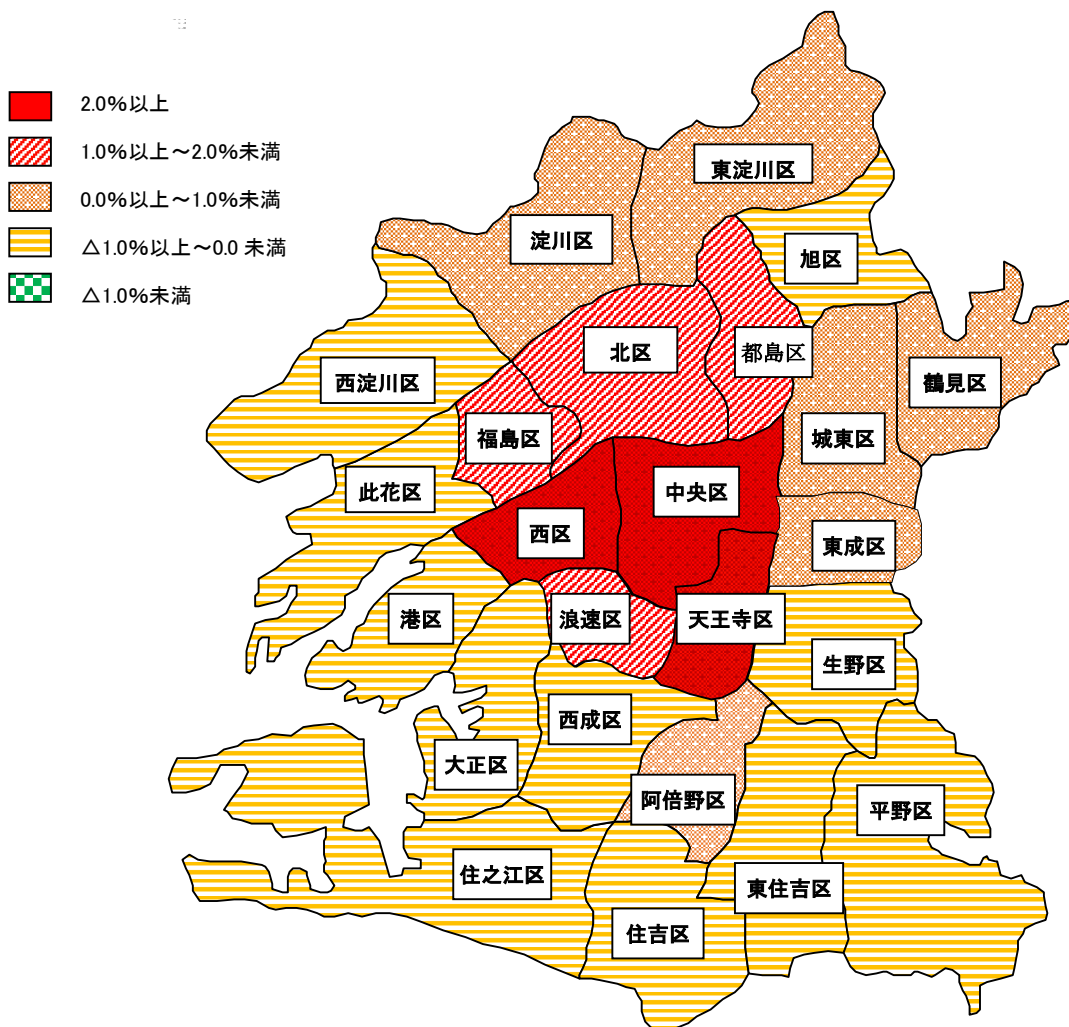 2.0%以上
1.0%以上～2.0%未満
0.0%以上～1.0%未満
△1.0%以上～0.0 未満
△1.0%未満
東淀川区
淀川区
旭区
北区
都島区
西淀川区
鶴見区
福島区
城東区
此花区
中央区
西区
東成区
港区
浪速区
天王寺区
生野区
西成区
大正区
阿倍野区
平野区
住之江区
東住吉区
住吉区